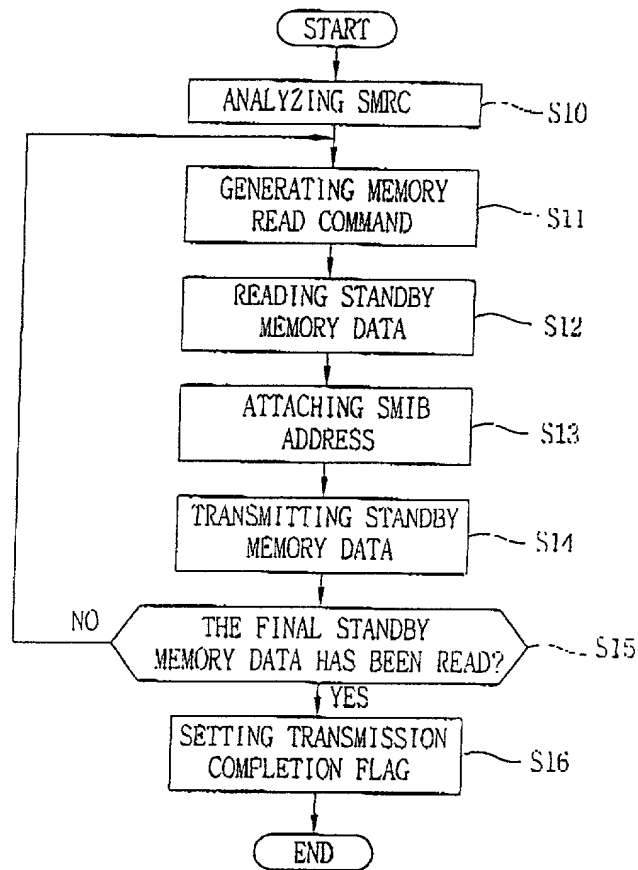 START
ANALYZING SMRC
S10
GENERATING MEMORY
READ COMMAND
S11
READING STANDBY
MEMORY DATA
S12
ATTACHING SMIB
ADDRESS
S13
TRANSMITTING STANDBY
MEMORY DATA
S14
NO
THE FINAL STANDBY
MEMORY DATA HAS BEEN READ?
S15
YES
SETTING TRANSMISSION
COMPLETION FLAG
S16
END